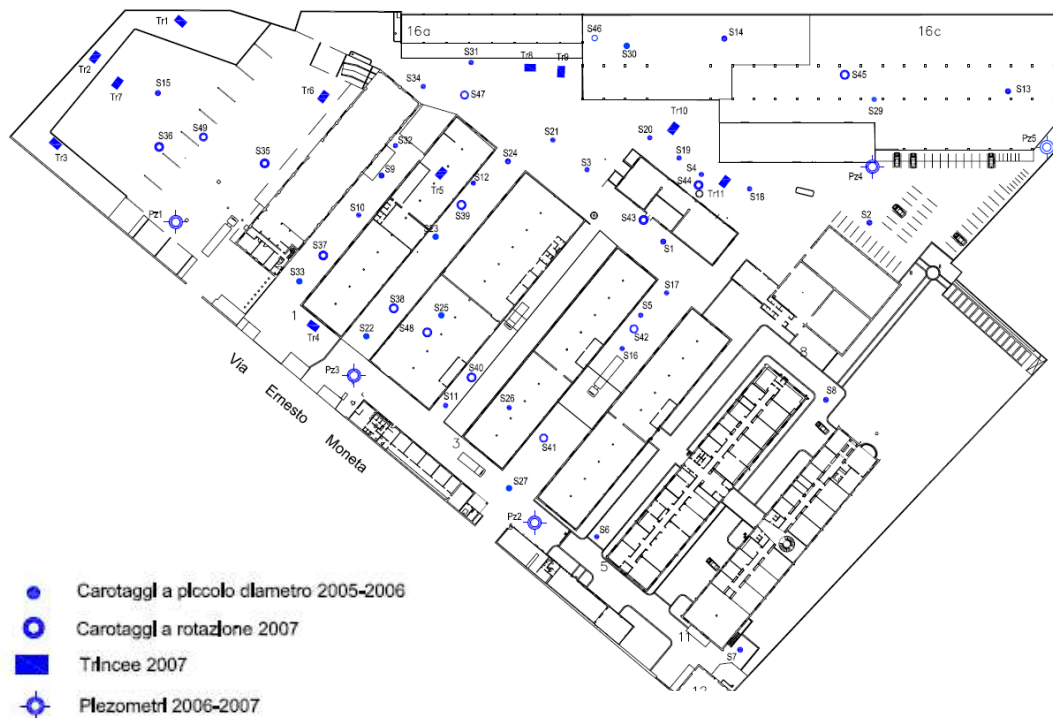 Tr1
16a
S46
S14
16c
S30
Tr2
S31
Tr8
Tr9
S45
Tr7
S15
Tr6
S34
S47
S13
S29
Tr10
Tr3
S36
S49
S35
S32
S21
S20
Pz5
S9
Tr5
S12
S24
S3
S19
S4
S44
Tr11
S18
Pz4
Pz1
S10
S39
S43
S2
S23
S1
S37
S33
S17
1
S38
S25
S5
Tr4
S22
S48
S42
S16
8
Via
Ernesto
Moneta
Pz3
S40
S8
S11
S26
3
S41
S27
Pz2
S6
5
11
S7
12
Carotaggi a piccolo diametro 2005-2006
Carotaggi a rotazione 2007
Trincee 2007
Piezometri 2006-2007